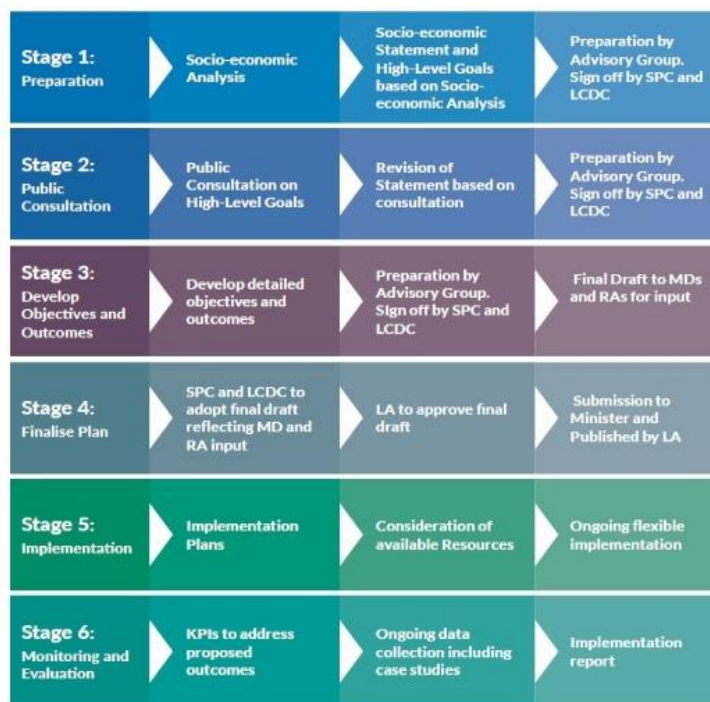 Stage 1:
Preparation
Socio-economic
Analysis
Socio-economic
Statement and
High-Level Goals
based on Socio-
economic Analysis
Preparation by
Advisory Group.
Sign off by SPC and
LCDC
Stage 2:
Public
Consultation
Public
Consultation on
High-Level Goals
Revision of
Statement based on
consultation
Preparation by
Advisory Group.
Sign off by SPC and
LCDC
Stage 3:
Develop
Objectives and
Outcomes
Develop detailed
objectives and
outcomes
Preparation by
Advisory Group.
SIgn off by SPC and
LCDC
Final Draft to MDs
and RAs for input
Stage 4:
Finalise Plan
SPC and LCDC to
adopt final draft
reflecting MD and
RA input
LA to approve final
draft
Submission to
Minister and
Published by LA
Stage 5:
Implementation
Implementation
Plans
Consideration of
available Resources
Ongoing flexible
implementation
Stage 6:
Monitoring and
Evaluation
KPIs to address
proposed
outcomes
Ongoing data
collection including
case studies
Implementation
report